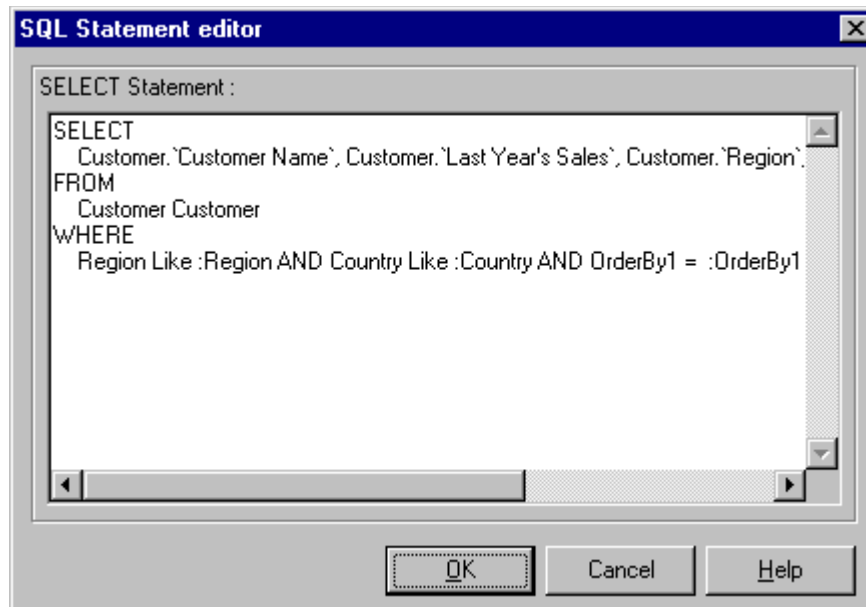 SQL Statement editor
SELECT Statement :
SELECT
Customer.`Customer Name`, Customer.`Last Year's Sales`, Customer.`Region`,
FROM
Customer Customer
WHERE
Region Like :Region AND Country Like :Country AND OrderBy1 = :OrderBy1
OK Cancel Help